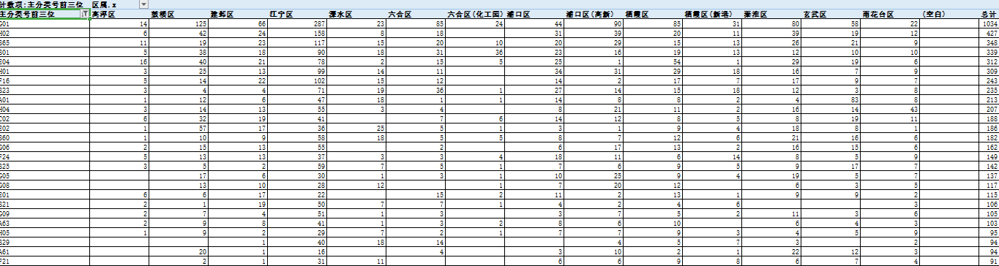 计数项:主分类号前三位 区属.x
主分类号前三位 高淳区 鼓楼区 建邺区 江宁区 溧水区 六合区 六合区(化工园) 浦口区 浦口区(高新) 栖霞区 栖霞区(新港) 秦淮区 玄武区 雨花台区 (空白) 总计
G01 14 125 66 287 23 85 24 44 90 85 31 80 58 22 1034
H02 6 42 24 158 8 18 31 39 20 11 39 19 12 427
B65 11 19 23 117 15 20 10 20 29 15 13 26 21 9 348
B01 5 38 18 90 18 31 36 23 16 19 13 12 10 10 339
E04 16 40 21 78 2 15 5 25 1 54 1 29 19 6 312
H01 3 25 13 99 14 11 34 31 29 18 16 7 9 309
F16 5 14 22 102 15 12 14 2 17 7 17 9 7 243
B23 3 4 4 71 19 36 1 27 14 15 18 12 3 8 235
A01 1 12 6 47 18 1 1 14 8 8 2 4 83 8 213
H04 3 14 13 55 3 4 8 21 11 2 16 14 43 207
C02 6 32 19 41 7 6 14 12 8 5 8 19 11 188
E02 1 57 17 36 25 5 1 3 1 9 4 18 8 1 186
B60 1 10 9 58 18 5 5 8 7 12 6 21 16 6 182
G06 2 15 13 55 2 6 17 13 2 16 15 6 162
F24 5 13 13 37 3 3 4 18 11 6 14 8 5 9 149
B25 3 5 2 59 7 5 1 7 6 9 5 9 17 7 142
G05 17 6 30 1 3 1 10 25 9 4 19 5 7 137
G08 13 10 28 12 1 7 20 12 6 3 5 117
E01 6 6 17 22 15 2 11 2 13 1 9 9 2 115
B21 2 1 19 50 7 7 1 4 2 4 6 3 106
G09 2 7 4 51 1 3 3 7 5 2 11 3 6 105
A63 2 9 8 41 1 3 2 8 6 10 6 4 3 103
H05 1 9 2 29 7 2 1 7 7 9 3 4 5 9 95
B29 1 40 18 14 4 5 7 3 2 94
A61 20 1 16 4 3 10 2 1 22 12 3 94
F21 2 1 31 11 6 6 9 8 6 7 4 91